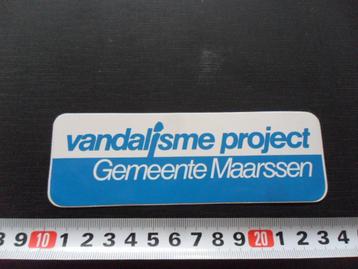 vandalisme project
Gemeente Maarssen
8 9 10 1 2 3 4 5 6 7 8 9 20 1 2 3 4